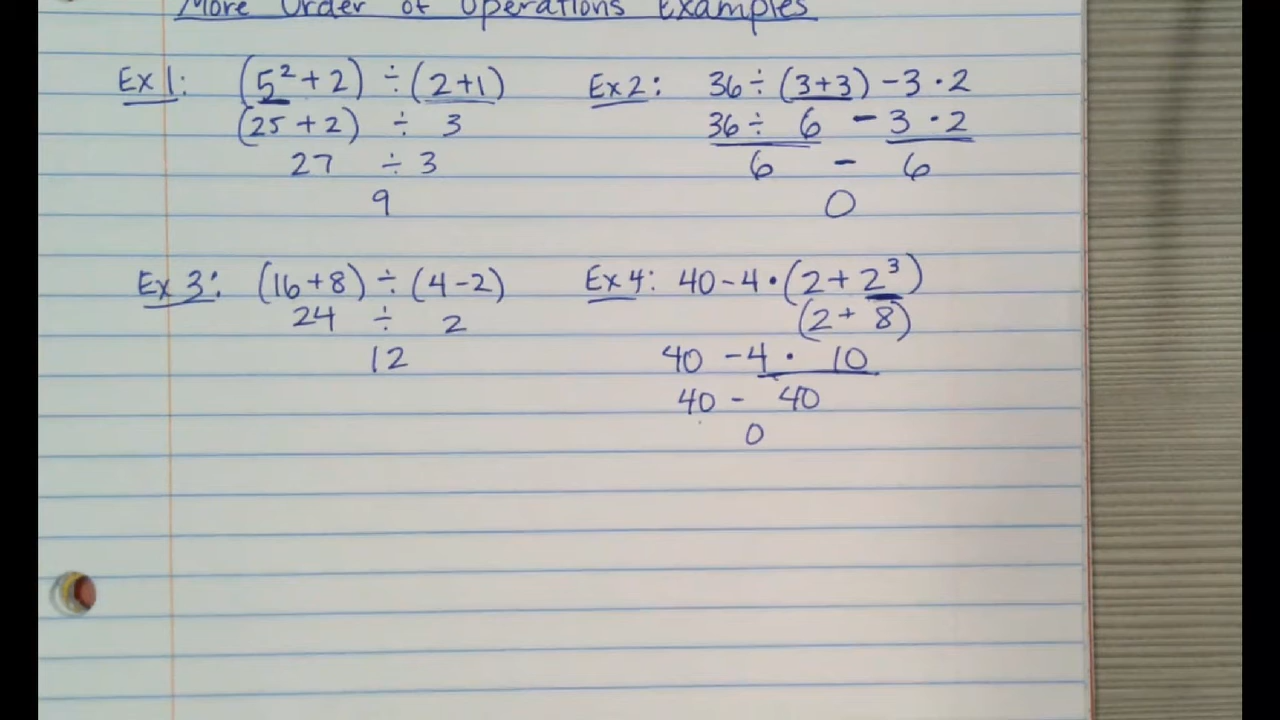 More Order of Operations Examples
Ex 1: (5² + 2) ÷ (2+1)
(25 + 2) ÷ 3
27 ÷ 3
9
Ex 2: 36 ÷ (3+3) - 3 • 2
36 ÷ 6 - 3 • 2
6 - 6
0
Ex 3: (16+8) ÷ (4-2)
24 ÷ 2
12
Ex 4: 40 - 4 • (2 + 2³)
(2 + 8)
40 - 4 • 10
40 - 40
0